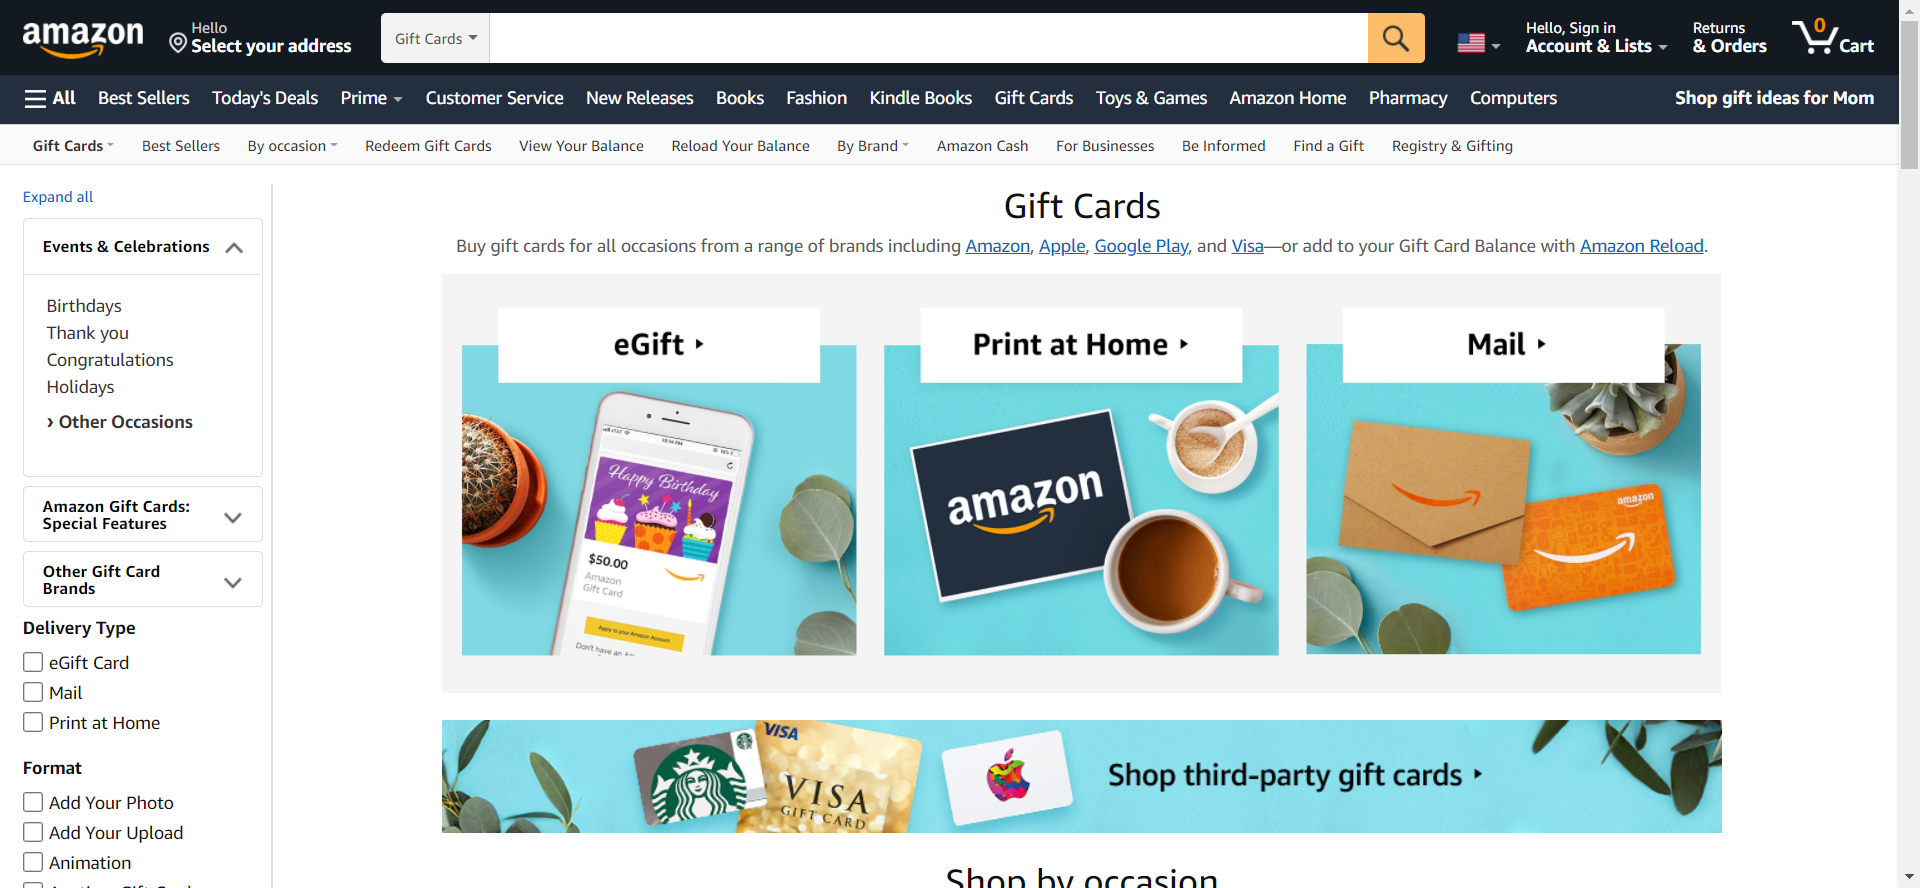 amazon
Hello
Select your address
Gift Cards
Hello, Sign in
Account & Lists
Returns
& Orders
0
Cart
All Best Sellers Today's Deals Prime Customer Service New Releases Books Fashion Kindle Books Gift Cards Toys & Games Amazon Home Pharmacy Computers Shop gift ideas for Mom
Gift Cards Best Sellers By occasion Redeem Gift Cards View Your Balance Reload Your Balance By Brand Amazon Cash For Businesses Be Informed Find a Gift Registry & Gifting
Expand all
Events & Celebrations
Birthdays
Thank you
Congratulations
Holidays
› Other Occasions
Amazon Gift Cards:
Special Features
Other Gift Card
Brands
Delivery Type
eGift Card
Mail
Print at Home
Format
Add Your Photo
Add Your Upload
Animation
Gift Cards
Buy gift cards for all occasions from a range of brands including Amazon, Apple, Google Play, and Visa—or add to your Gift Card Balance with Amazon Reload.
eGift
12:34 PM
Happy Birthday
$50.00
Amazon
Gift Card
Apply to your Amazon Account
Don't have an
Print at Home
amazon
Mail
amazon
VISA
VISA
GIFT CARD
Shop third-party gift cards
Shop by occasion